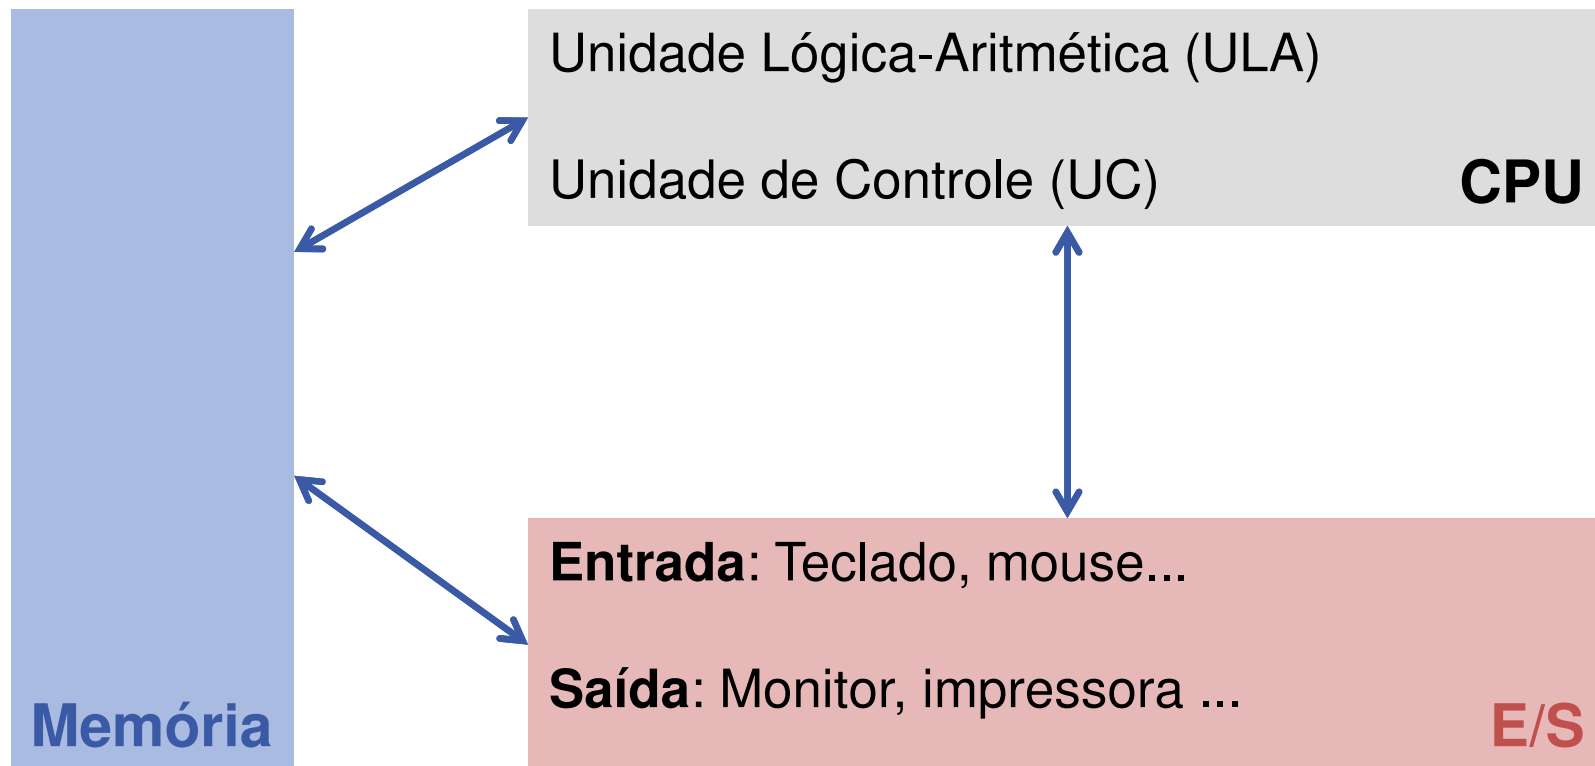 Unidade Lógica-Aritmética (ULA)
Unidade de Controle (UC)
CPU
Entrada: Teclado, mouse...
Saída: Monitor, impressora ...
E/S
Memória